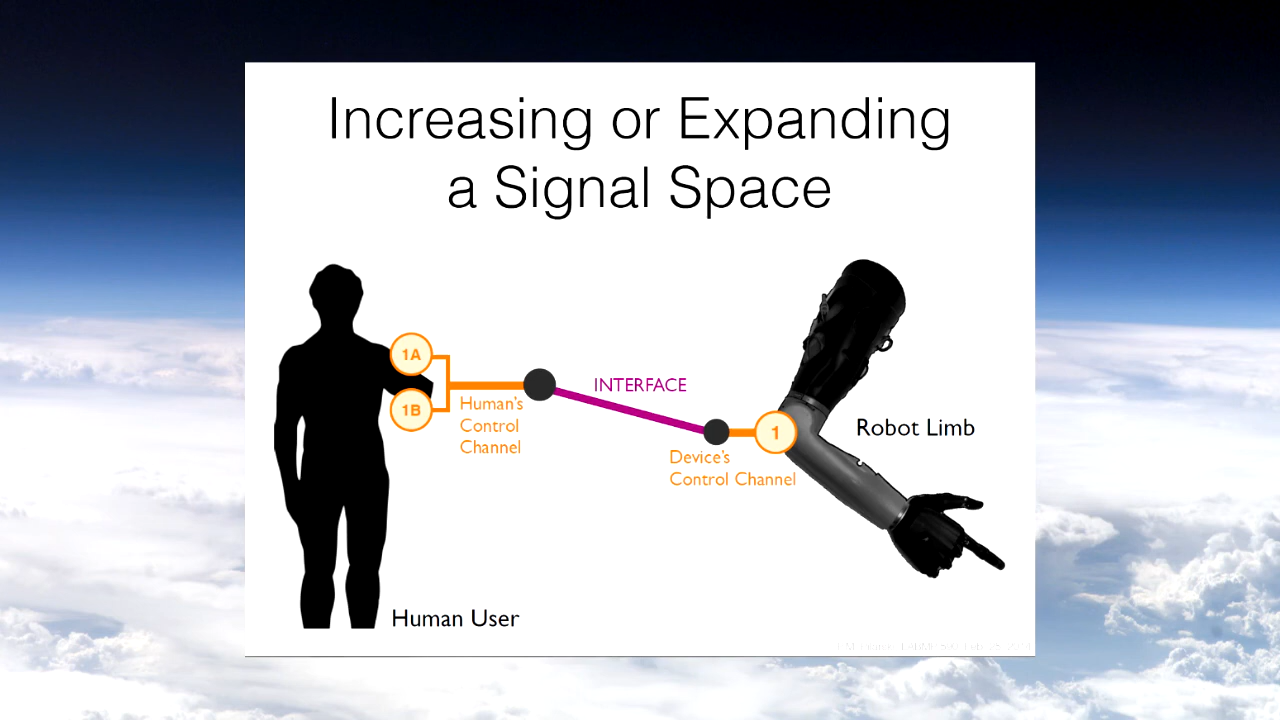 Increasing or Expanding
a Signal Space
1A
1B
Human's
Control
Channel
INTERFACE
1
Device's
Control Channel
Robot Limb
Human User